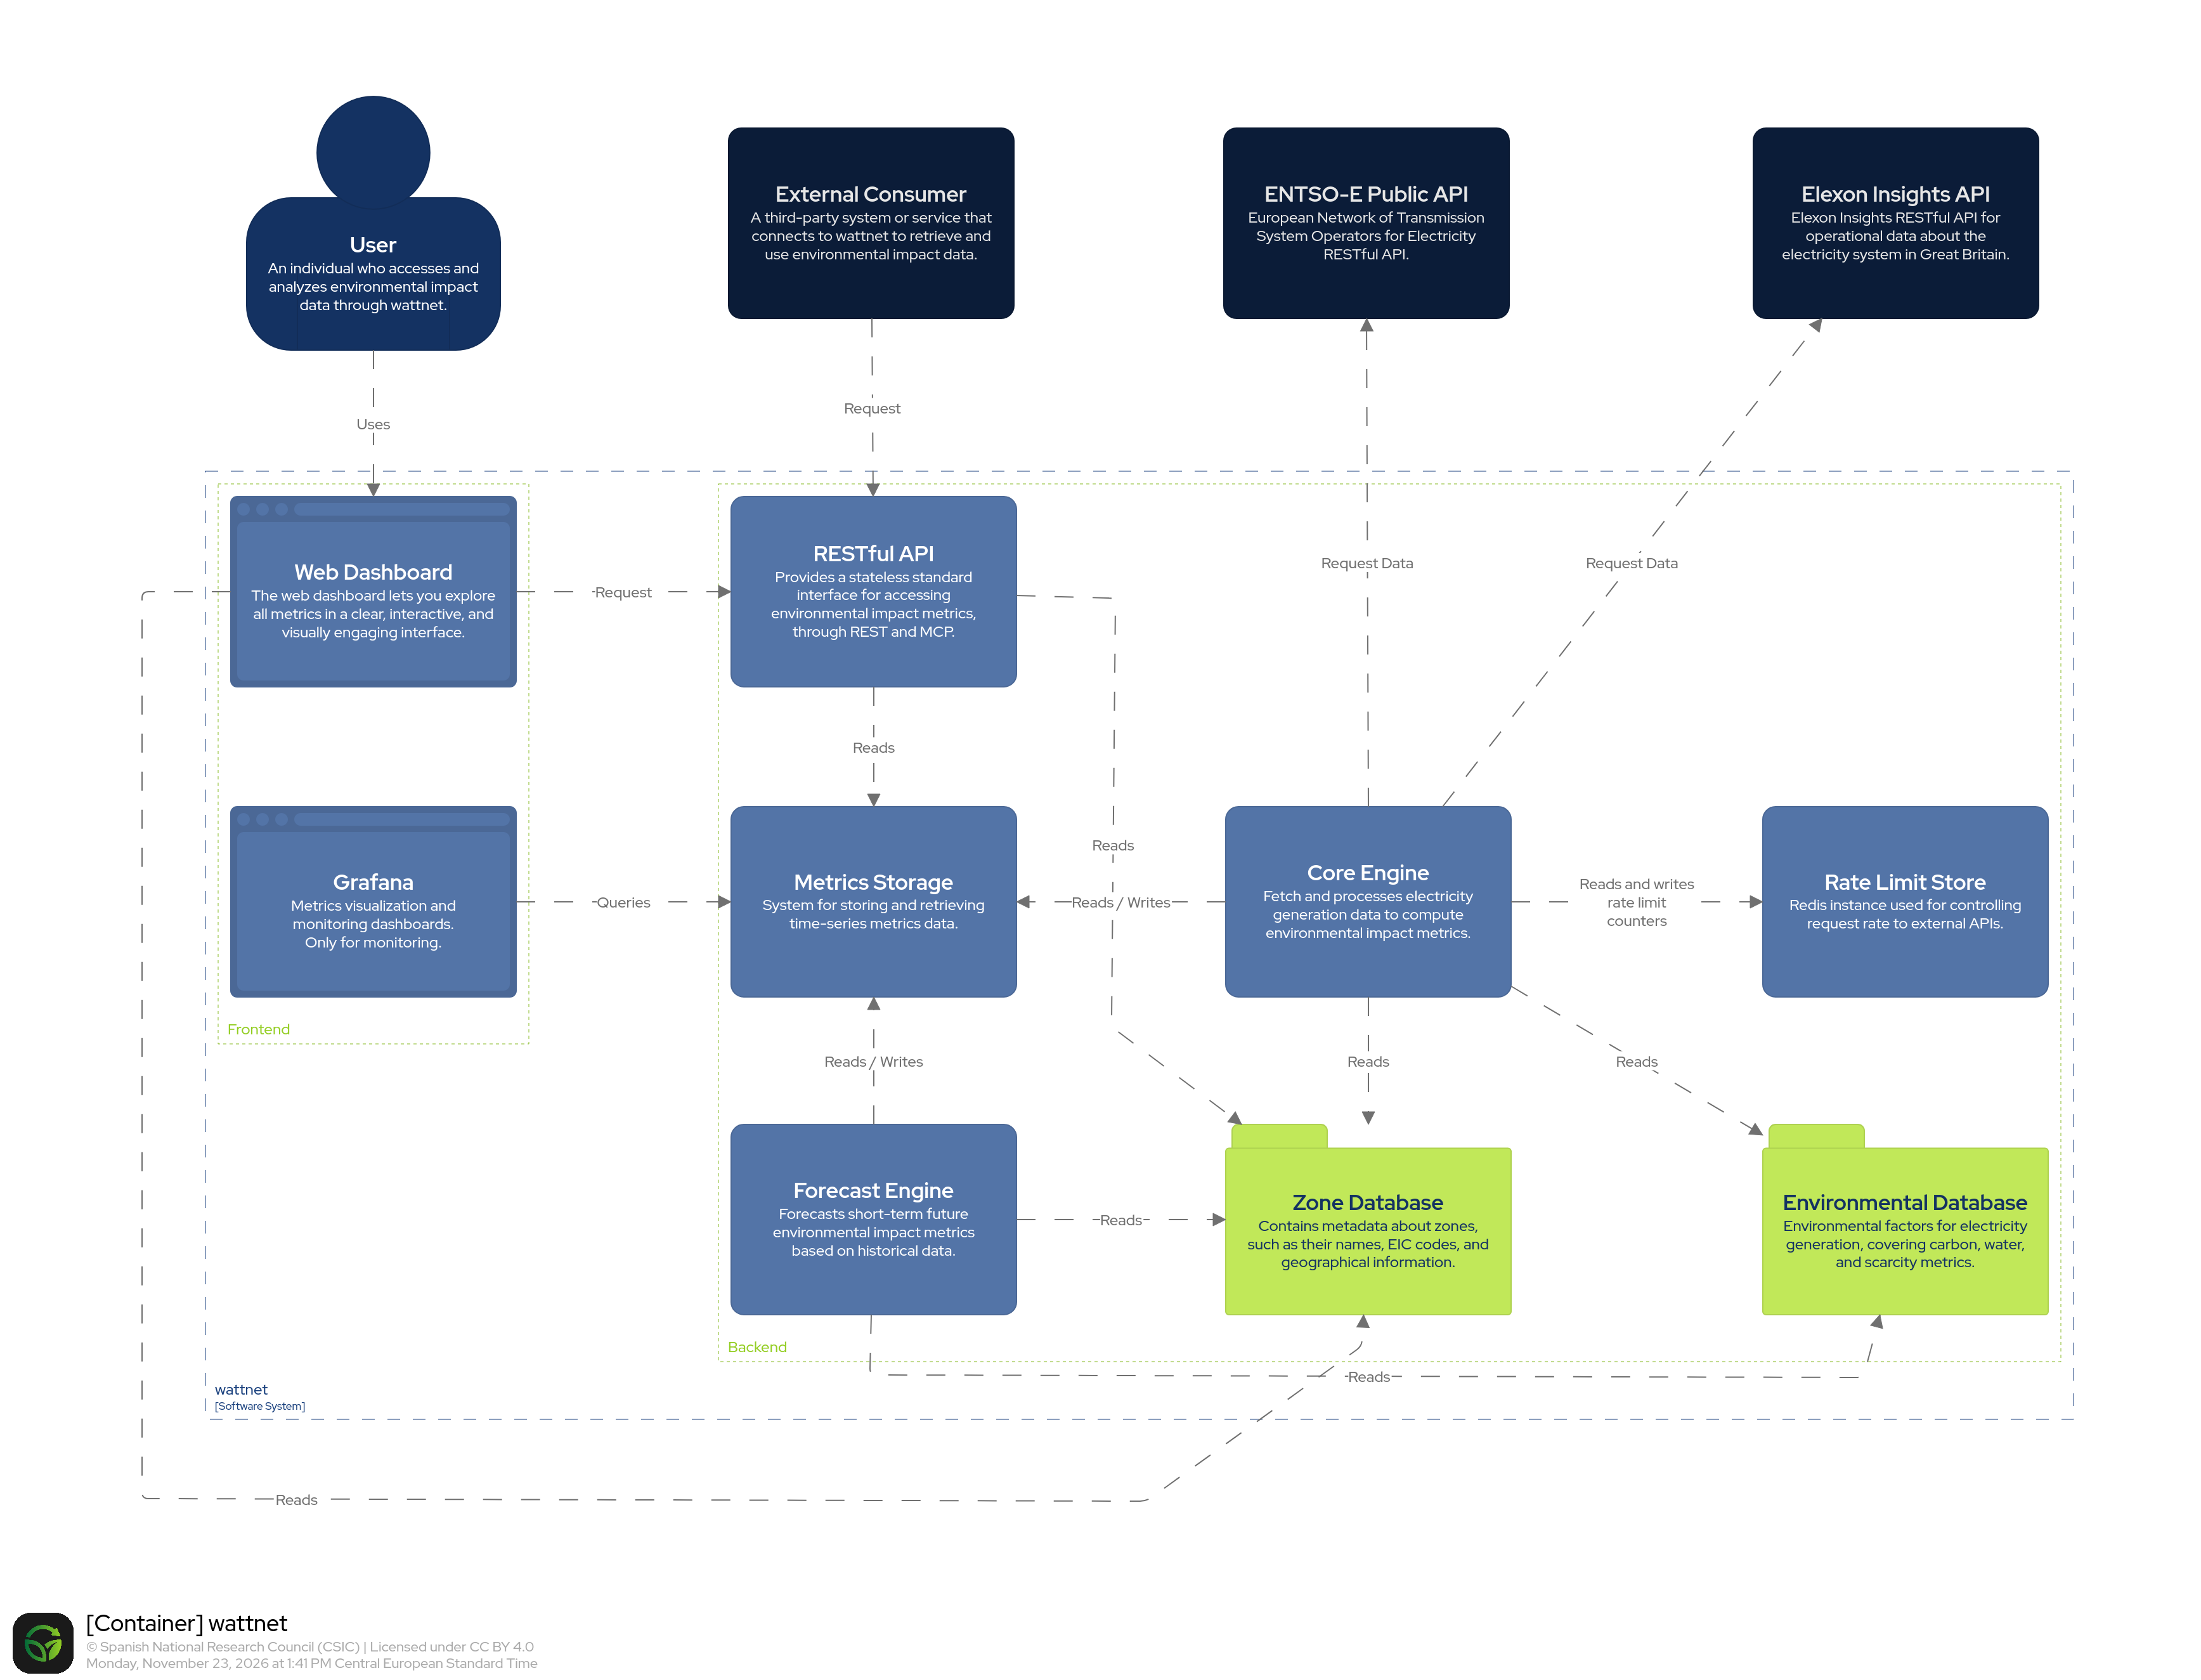 User
An individual who accesses and
analyzes environmental impact
data through wattnet.
External Consumer
A third-party system or service that
connects to wattnet to retrieve and
use environmental impact data.
ENTSO-E Public API
European Network of Transmission
System Operators for Electricity
RESTful API.
Elexon Insights API
Elexon Insights RESTful API for
operational data about the
electricity system in Great Britain.
Uses
Request
Request Data
Request Data
Web Dashboard
The web dashboard lets you explore
all metrics in a clear, interactive, and
visually engaging interface.
Request
RESTful API
Provides a stateless standard
interface for accessing
environmental impact metrics,
through REST and MCP.
Reads
Reads
Grafana
Metrics visualization and
monitoring dashboards.
Only for monitoring.
Queries
Metrics Storage
System for storing and retrieving
time-series metrics data.
Reads / Writes
Core Engine
Fetch and processes electricity
generation data to compute
environmental impact metrics.
Reads and writes
rate limit
counters
Rate Limit Store
Redis instance used for controlling
request rate to external APIs.
Frontend
Reads / Writes
Reads
Reads
Forecast Engine
Forecasts short-term future
environmental impact metrics
based on historical data.
Reads
Zone Database
Contains metadata about zones,
such as their names, EIC codes, and
geographical information.
Environmental Database
Environmental factors for electricity
generation, covering carbon, water,
and scarcity metrics.
Backend
Reads
wattnet
[Software System]
Reads
[Container] wattnet
© Spanish National Research Council (CSIC) | Licensed under CC BY 4.0
Monday, November 23, 2026 at 1:41 PM Central European Standard Time